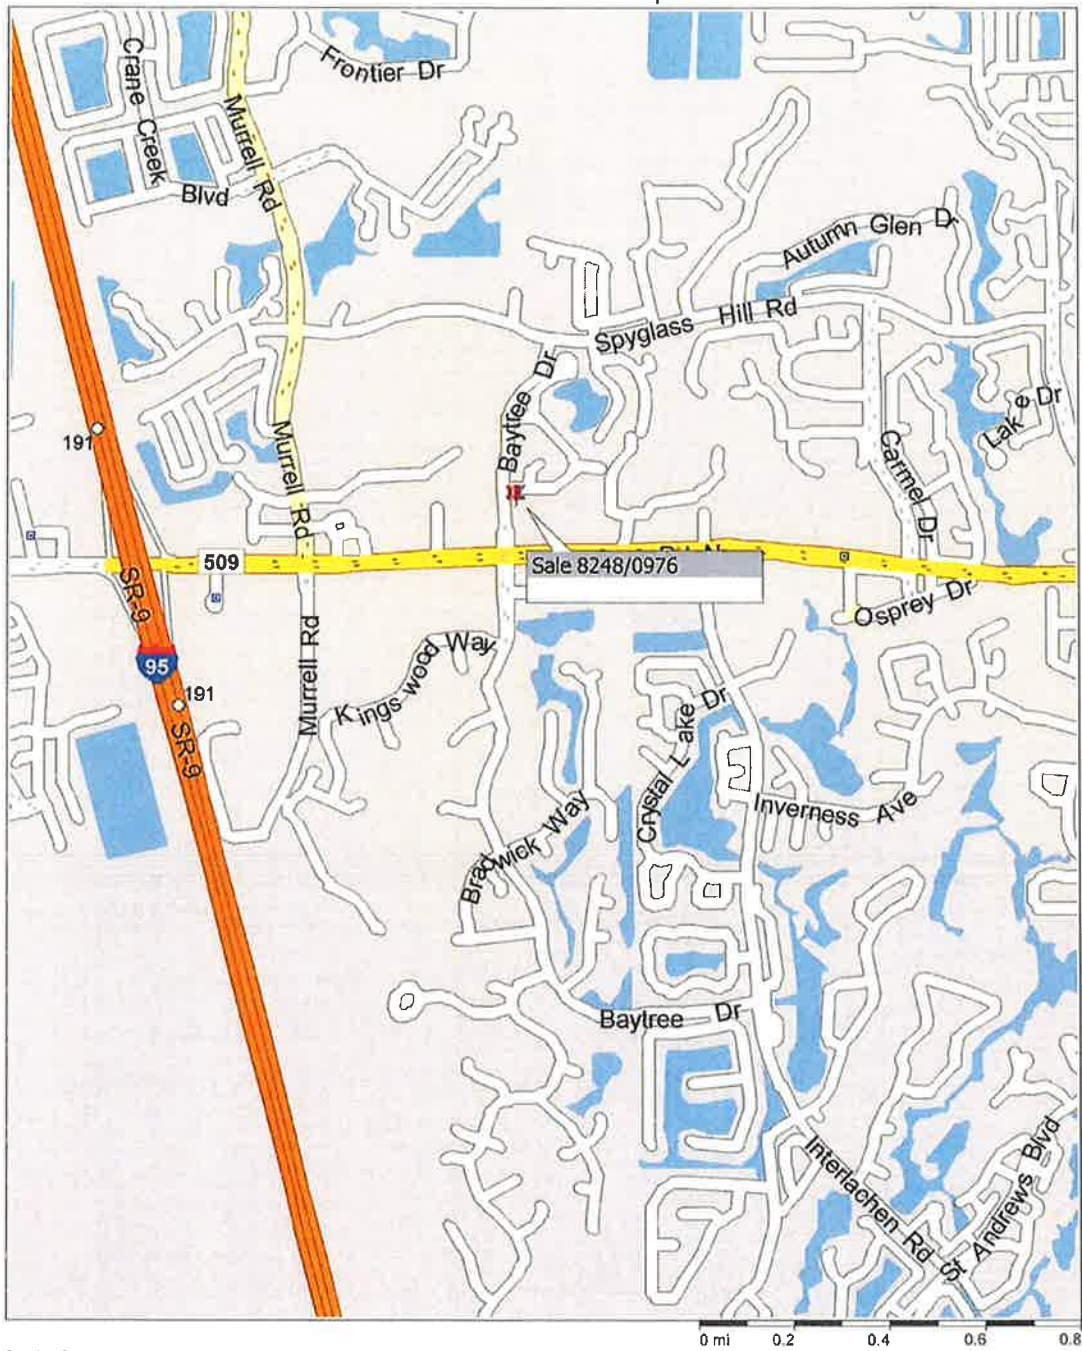 Frontier Dr
Crane Creek
Blvd
Murrell Rd
Autumn Glen Dr
Spyglass Hill Rd
Baytree Dr
Lake Dr
191
Murrell Rd
Carmel Dr
509
Sale 8248/0976
SR-9
Osprey Dr
95
Murrell Rd
Kingswood Way
191
SR-9
Crystal Lake Dr
Inverness Ave
Bradwick Way
Baytree Dr
Interlachen Rd
St Andrews Blvd
0 mi 0.2 0.4 0.6 0.8